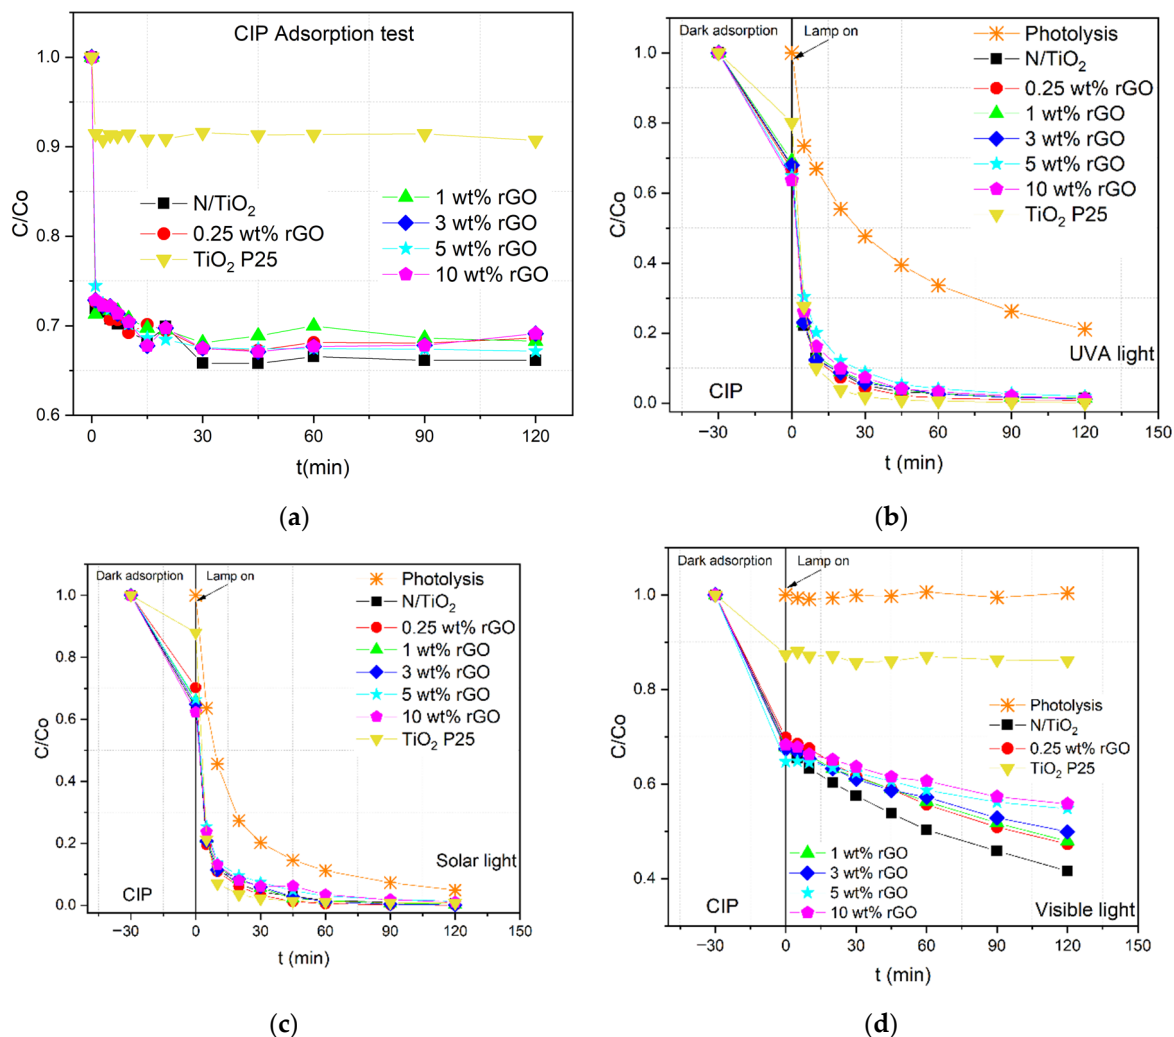 CIP Adsorption test
C/Co
1.0
0.9
0.8
0.7
0.6
N/TiO₂
0.25 wt% rGO
TiO₂ P25
1 wt% rGO
3 wt% rGO
5 wt% rGO
10 wt% rGO
0 30 60 90 120
t(min)
(a)
Dark adsorption Lamp on
C/Co
1.0
0.8
0.6
0.4
0.2
0.0
Photolysis
N/TiO₂
0.25 wt% rGO
1 wt% rGO
3 wt% rGO
5 wt% rGO
10 wt% rGO
TiO₂ P25
UVA light
CIP
−30 0 30 60 90 120 150
t (min)
(b)
Dark adsorption Lamp on
C/Co
1.0
0.8
0.6
0.4
0.2
0.0
Photolysis
N/TiO₂
0.25 wt% rGO
1 wt% rGO
3 wt% rGO
5 wt% rGO
10 wt% rGO
TiO₂ P25
Solar light
CIP
−30 0 30 60 90 120 150
t (min)
(c)
Dark adsorption Lamp on
C/Co
1.0
0.8
0.6
0.4
Photolysis
N/TiO₂
0.25 wt% rGO
TiO₂ P25
1 wt% rGO
3 wt% rGO
5 wt% rGO
10 wt% rGO
CIP
Visible light
−30 0 30 60 90 120 150
t (min)
(d)